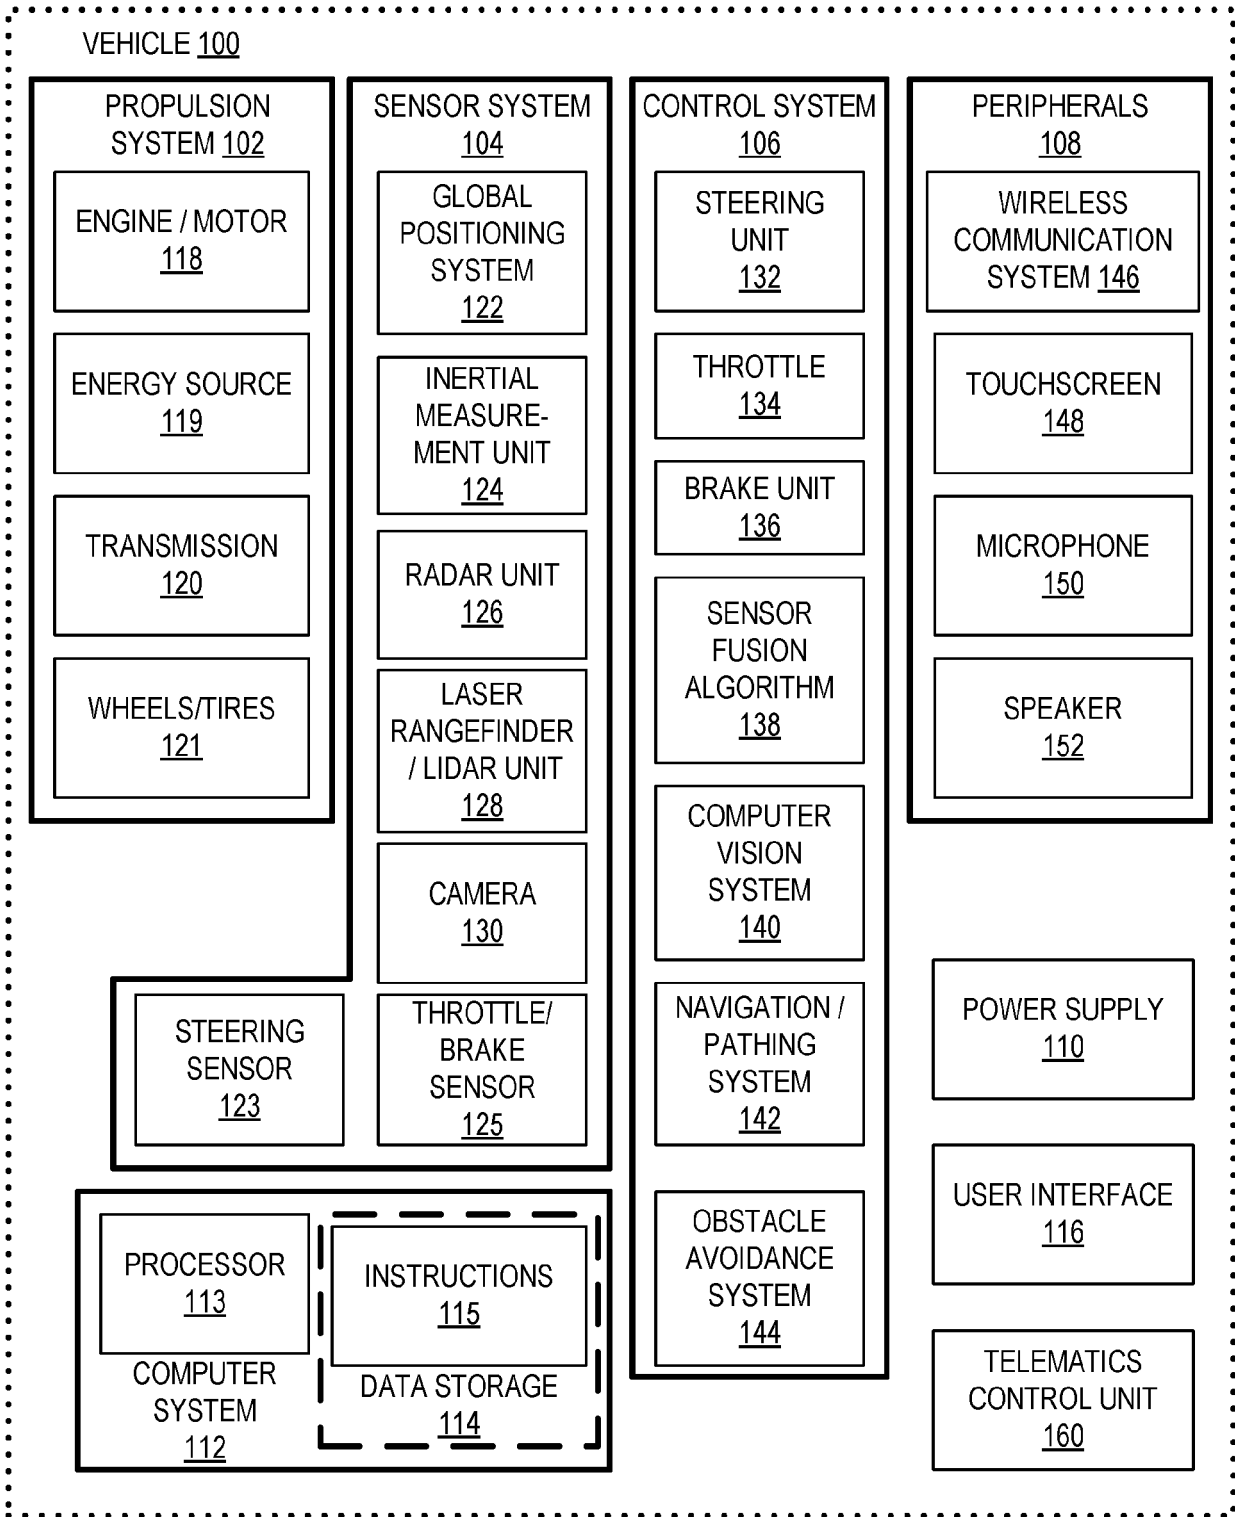 VEHICLE 100
PROPULSION
SYSTEM 102
ENGINE / MOTOR
118
ENERGY SOURCE
119
TRANSMISSION
120
WHEELS/TIRES
121
SENSOR SYSTEM
104
GLOBAL
POSITIONING
SYSTEM
122
INERTIAL
MEASURE-
MENT UNIT
124
RADAR UNIT
126
LASER
RANGEFINDER
/ LIDAR UNIT
128
CAMERA
130
STEERING
SENSOR
123
THROTTLE/
BRAKE
SENSOR
125
CONTROL SYSTEM
106
STEERING
UNIT
132
THROTTLE
134
BRAKE UNIT
136
SENSOR
FUSION
ALGORITHM
138
COMPUTER
VISION
SYSTEM
140
NAVIGATION /
PATHING
SYSTEM
142
OBSTACLE
AVOIDANCE
SYSTEM
144
PERIPHERALS
108
WIRELESS
COMMUNICATION
SYSTEM 146
TOUCHSCREEN
148
MICROPHONE
150
SPEAKER
152
POWER SUPPLY
110
USER INTERFACE
116
TELEMATICS
CONTROL UNIT
160
PROCESSOR
113
COMPUTER
SYSTEM
112
INSTRUCTIONS
115
DATA STORAGE
114